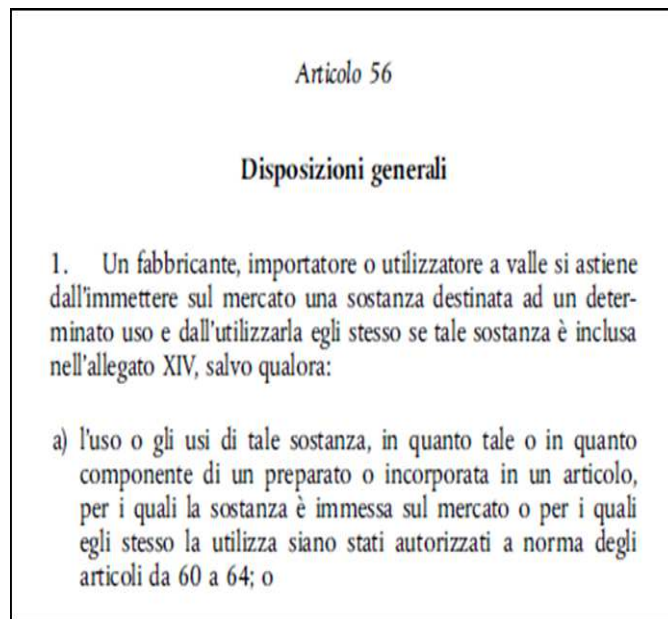 Articolo 56
Disposizioni generali
1. Un fabbricante, importatore o utilizzatore a valle si astiene
dall'immettere sul mercato una sostanza destinata ad un deter-
minato uso e dall'utilizzarla egli stesso se tale sostanza è inclusa
nell'allegato XIV, salvo qualora:
a) l'uso o gli usi di tale sostanza, in quanto tale o in quanto
componente di un preparato o incorporata in un articolo,
per i quali la sostanza è immessa sul mercato o per i quali
egli stesso la utilizza siano stati autorizzati a norma degli
articoli da 60 a 64; o